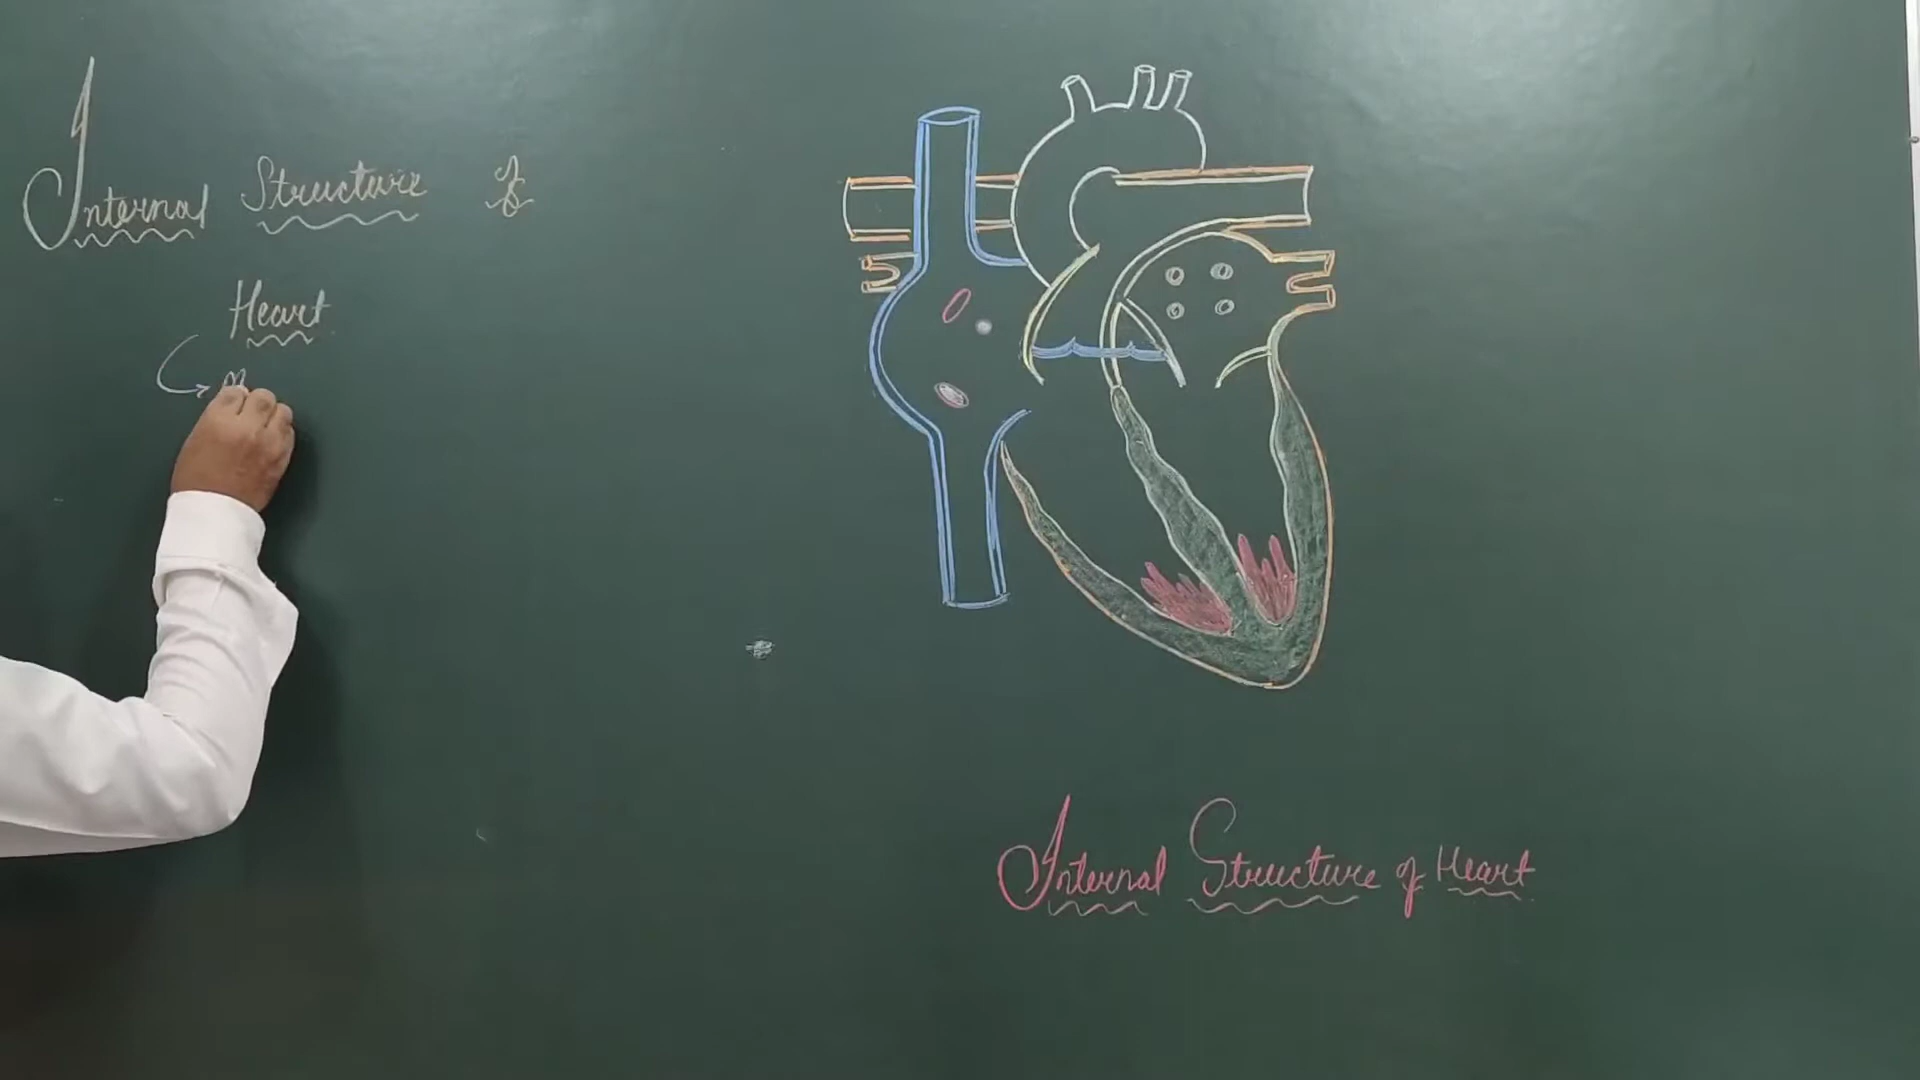 Internal Structure of
Heart
Internal Structure of Heart